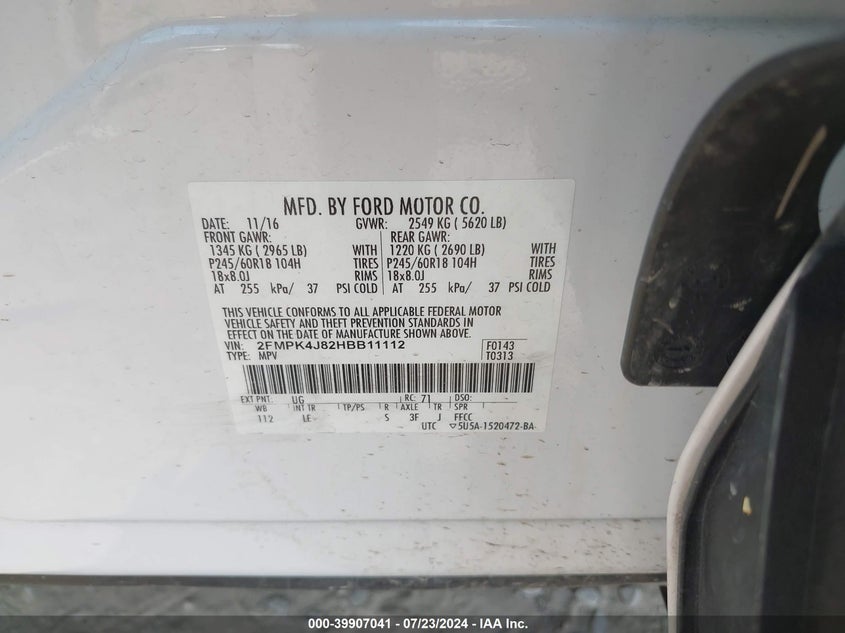 MFD. BY FORD MOTOR CO.
DATE: 11/16 GVWR: 2549 KG ( 5620 LB)
FRONT GAWR: REAR GAWR:
1345 KG ( 2965 LB) WITH 1220 KG ( 2690 LB) WITH
P245/60R18 104H TIRES P245/60R18 104H TIRES
18x8.0J RIMS 18x8.0J RIMS
AT 255 kPa/ 37 PSI COLD AT 255 kPa/ 37 PSI COLD
THIS VEHICLE CONFORMS TO ALL APPLICABLE FEDERAL MOTOR
VEHICLE SAFETY AND THEFT PREVENTION STANDARDS IN
EFFECT ON THE DATE OF MANUFACTURE SHOWN ABOVE.
VIN: 2FMPK4J82HBB11112 F0143
TYPE: MPV T0313
EXT PNT: UG RC: 71 DSO:
WB INT TR TP/PS R AXLE TR SPR
112 LE S 3F J FFCC
UTC ▽5U5A-1520472-BA
000-39907041 / 07/23/2024 - IAAI.COM.